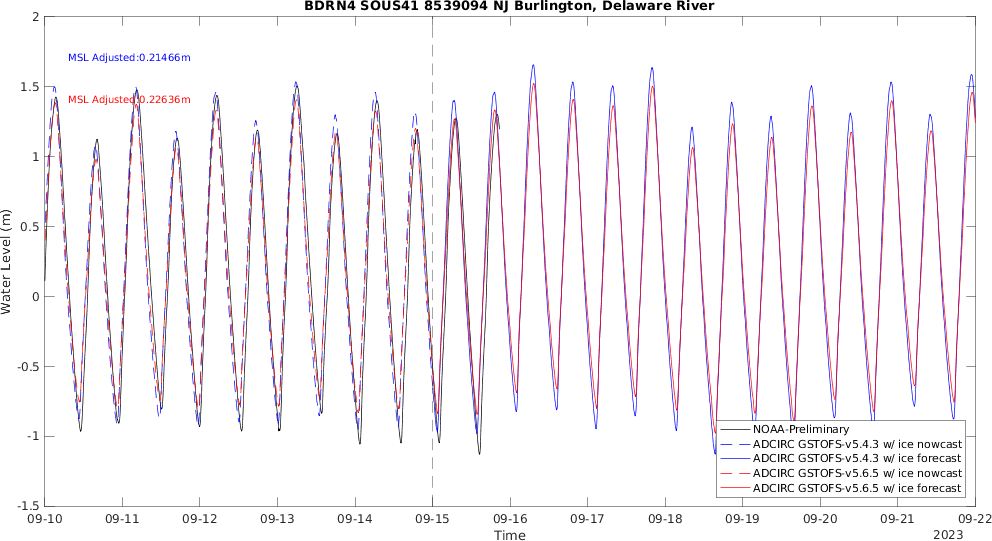 BDRN4 SOUS41 8539094 NJ Burlington, Delaware River
2
1.5
1
0.5
0
-0.5
-1
-1.5
Water Level (m)
MSL Adjusted:0.21466m
MSL Adjusted:0.22636m
NOAA-Preliminary
ADCIRC GSTOFS-v5.4.3 w/ ice nowcast
ADCIRC GSTOFS-v5.4.3 w/ ice forecast
ADCIRC GSTOFS-v5.6.5 w/ ice nowcast
ADCIRC GSTOFS-v5.6.5 w/ ice forecast
09-10 09-11 09-12 09-13 09-14 09-15 09-16 09-17 09-18 09-19 09-20 09-21 09-22
Time
2023